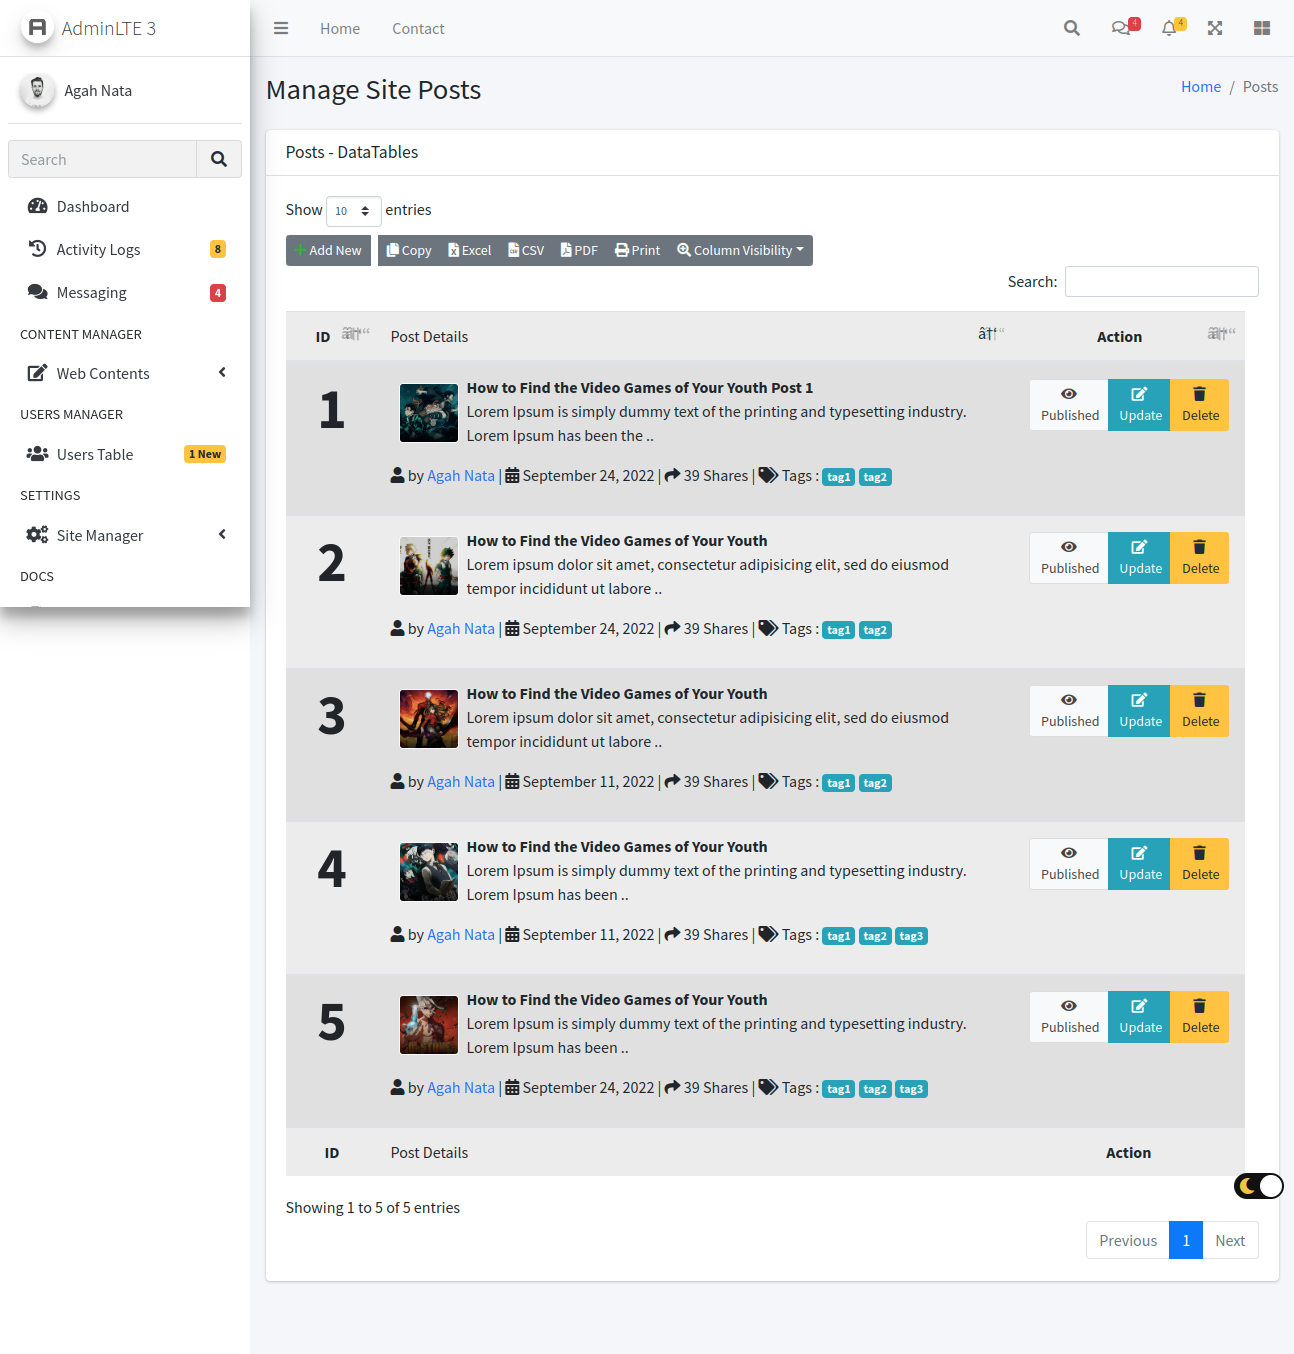 AdminLTE 3
Home
Contact
4
4
Agah Nata
Manage Site Posts
Home / Posts
Search
Posts - DataTables
Dashboard
Activity Logs 8
Messaging 4
CONTENT MANAGER
Web Contents
USERS MANAGER
Users Table 1 New
SETTINGS
Site Manager
DOCS
Show 10 entries
Add New Copy Excel CSV PDF Print Column Visibility
Search:
ID Post Details Action
1
How to Find the Video Games of Your Youth Post 1
Lorem Ipsum is simply dummy text of the printing and typesetting industry.
Lorem Ipsum has been the ..
by Agah Nata | September 24, 2022 | 39 Shares | Tags : tag1 tag2
Published Update Delete
2
How to Find the Video Games of Your Youth
Lorem ipsum dolor sit amet, consectetur adipisicing elit, sed do eiusmod
tempor incididunt ut labore ..
by Agah Nata | September 24, 2022 | 39 Shares | Tags : tag1 tag2
Published Update Delete
3
How to Find the Video Games of Your Youth
Lorem ipsum dolor sit amet, consectetur adipisicing elit, sed do eiusmod
tempor incididunt ut labore ..
by Agah Nata | September 11, 2022 | 39 Shares | Tags : tag1 tag2
Published Update Delete
4
How to Find the Video Games of Your Youth
Lorem Ipsum is simply dummy text of the printing and typesetting industry.
Lorem Ipsum has been ..
by Agah Nata | September 11, 2022 | 39 Shares | Tags : tag1 tag2 tag3
Published Update Delete
5
How to Find the Video Games of Your Youth
Lorem Ipsum is simply dummy text of the printing and typesetting industry.
Lorem Ipsum has been ..
by Agah Nata | September 24, 2022 | 39 Shares | Tags : tag1 tag2 tag3
Published Update Delete
ID Post Details Action
Showing 1 to 5 of 5 entries
Previous 1 Next